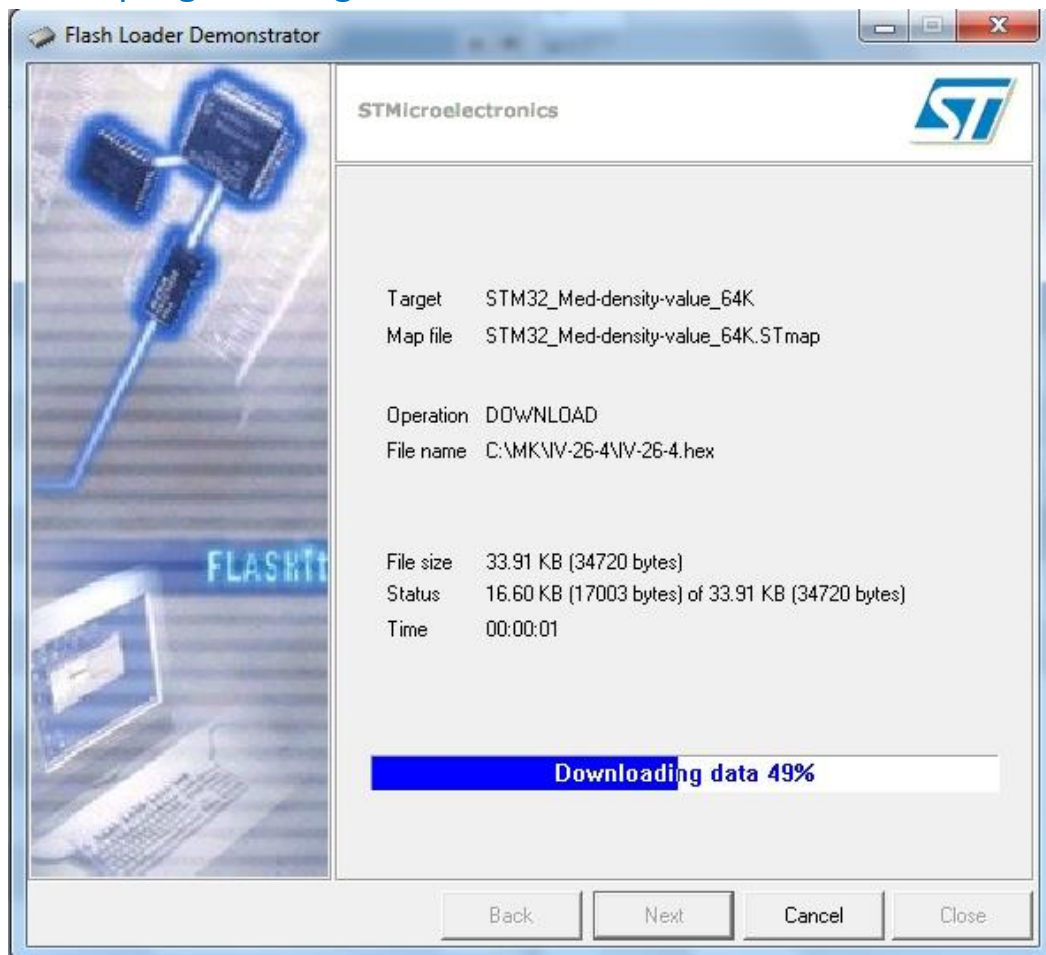 Flash Loader Demonstrator
STMicroelectronics
ST
Target STM32_Med-density-value_64K
Map file STM32_Med-density-value_64K.STmap
Operation DOWNLOAD
File name C:\MK\IV-26-4\IV-26-4.hex
FLASHIt
File size 33.91 KB (34720 bytes)
Status 16.60 KB (17003 bytes) of 33.91 KB (34720 bytes)
Time 00:00:01
Downloading data 49%
Back Next Cancel Close